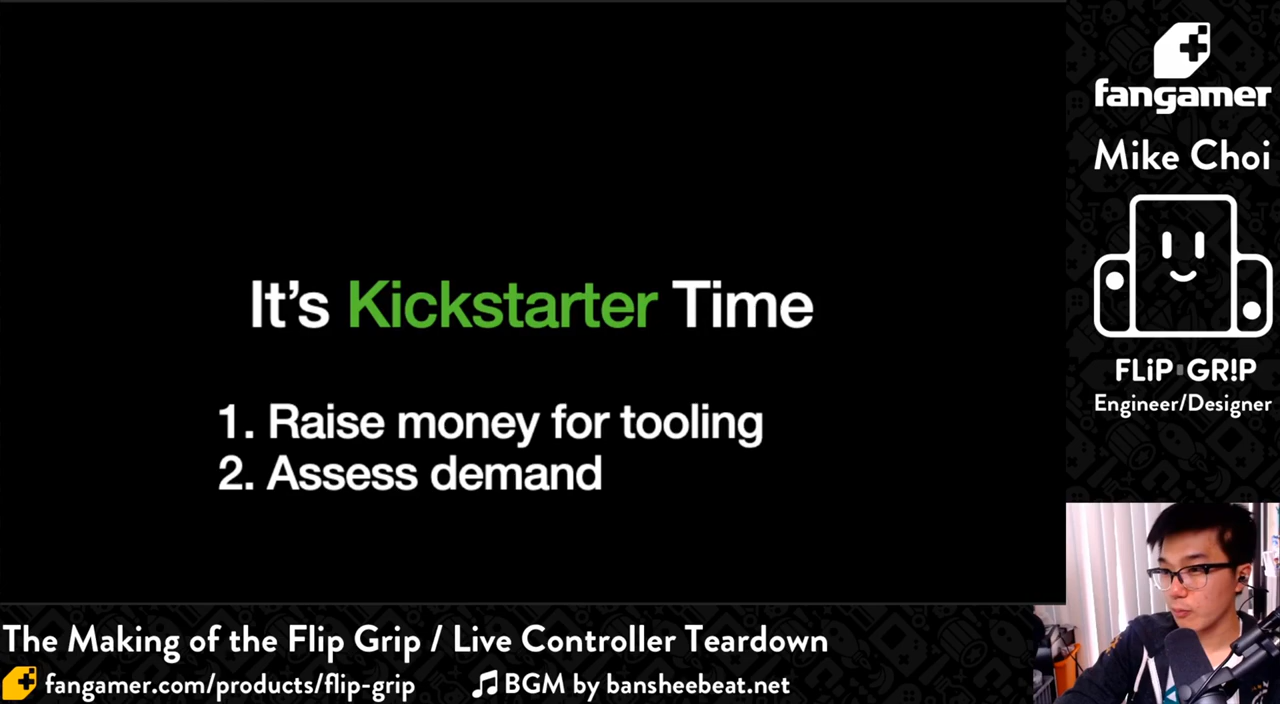 It's Kickstarter Time
1. Raise money for tooling
2. Assess demand
fangamer
Mike Choi
FLiP GR!P
Engineer/Designer
The Making of the Flip Grip / Live Controller Teardown
fangamer.com/products/flip-grip
BGM by bansheebeat.net